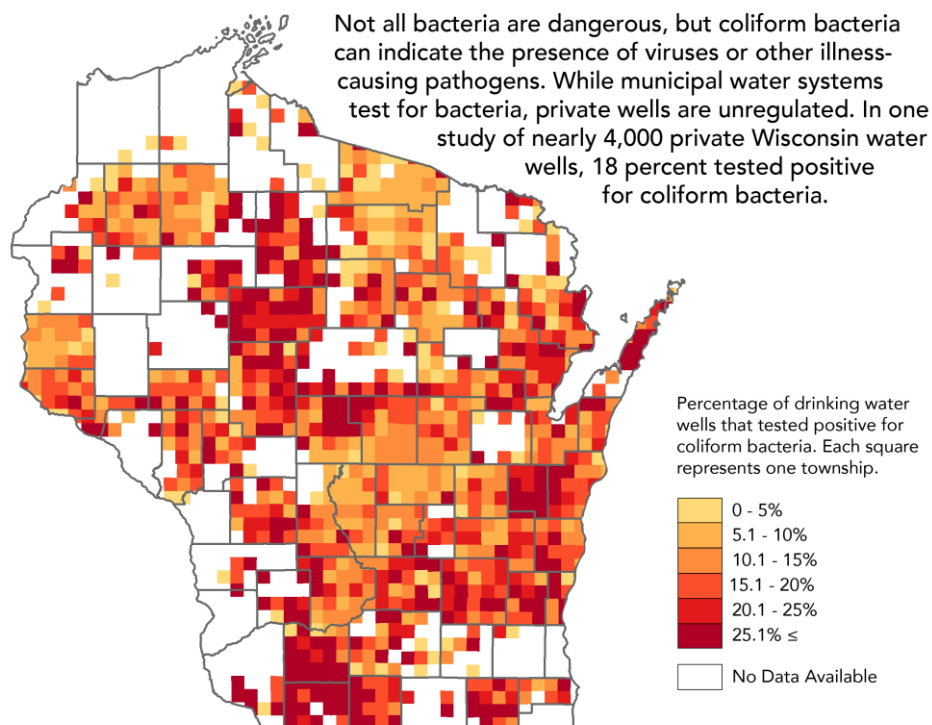 Not all bacteria are dangerous, but coliform bacteria
can indicate the presence of viruses or other illness-
causing pathogens. While municipal water systems
test for bacteria, private wells are unregulated. In one
study of nearly 4,000 private Wisconsin water
wells, 18 percent tested positive
for coliform bacteria.
Percentage of drinking water
wells that tested positive for
coliform bacteria. Each square
represents one township.
0 - 5%
5.1 - 10%
10.1 - 15%
15.1 - 20%
20.1 - 25%
25.1% ≤
No Data Available